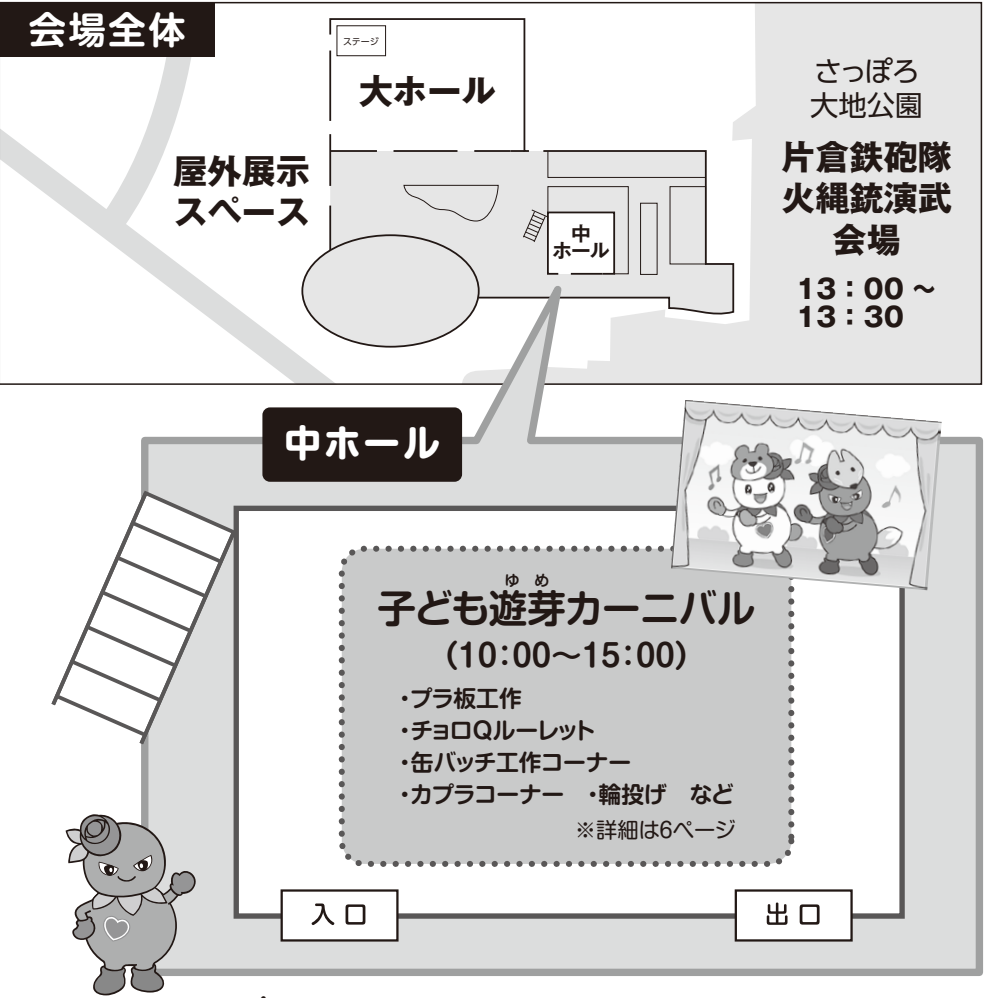 会場全体
ステージ
大ホール
屋外展示
スペース
中
ホール
さっぽろ
大地公園
片倉鉄砲隊
火縄銃演武
会場
13：00～
13：30
中ホール
ゆめ
子ども遊芽カーニバル
(10:00～15:00)
・プラ板工作
・チョロQルーレット
・缶バッチ工作コーナー
・カプラコーナー ・輪投げ など
※詳細は6ページ
入口
出口